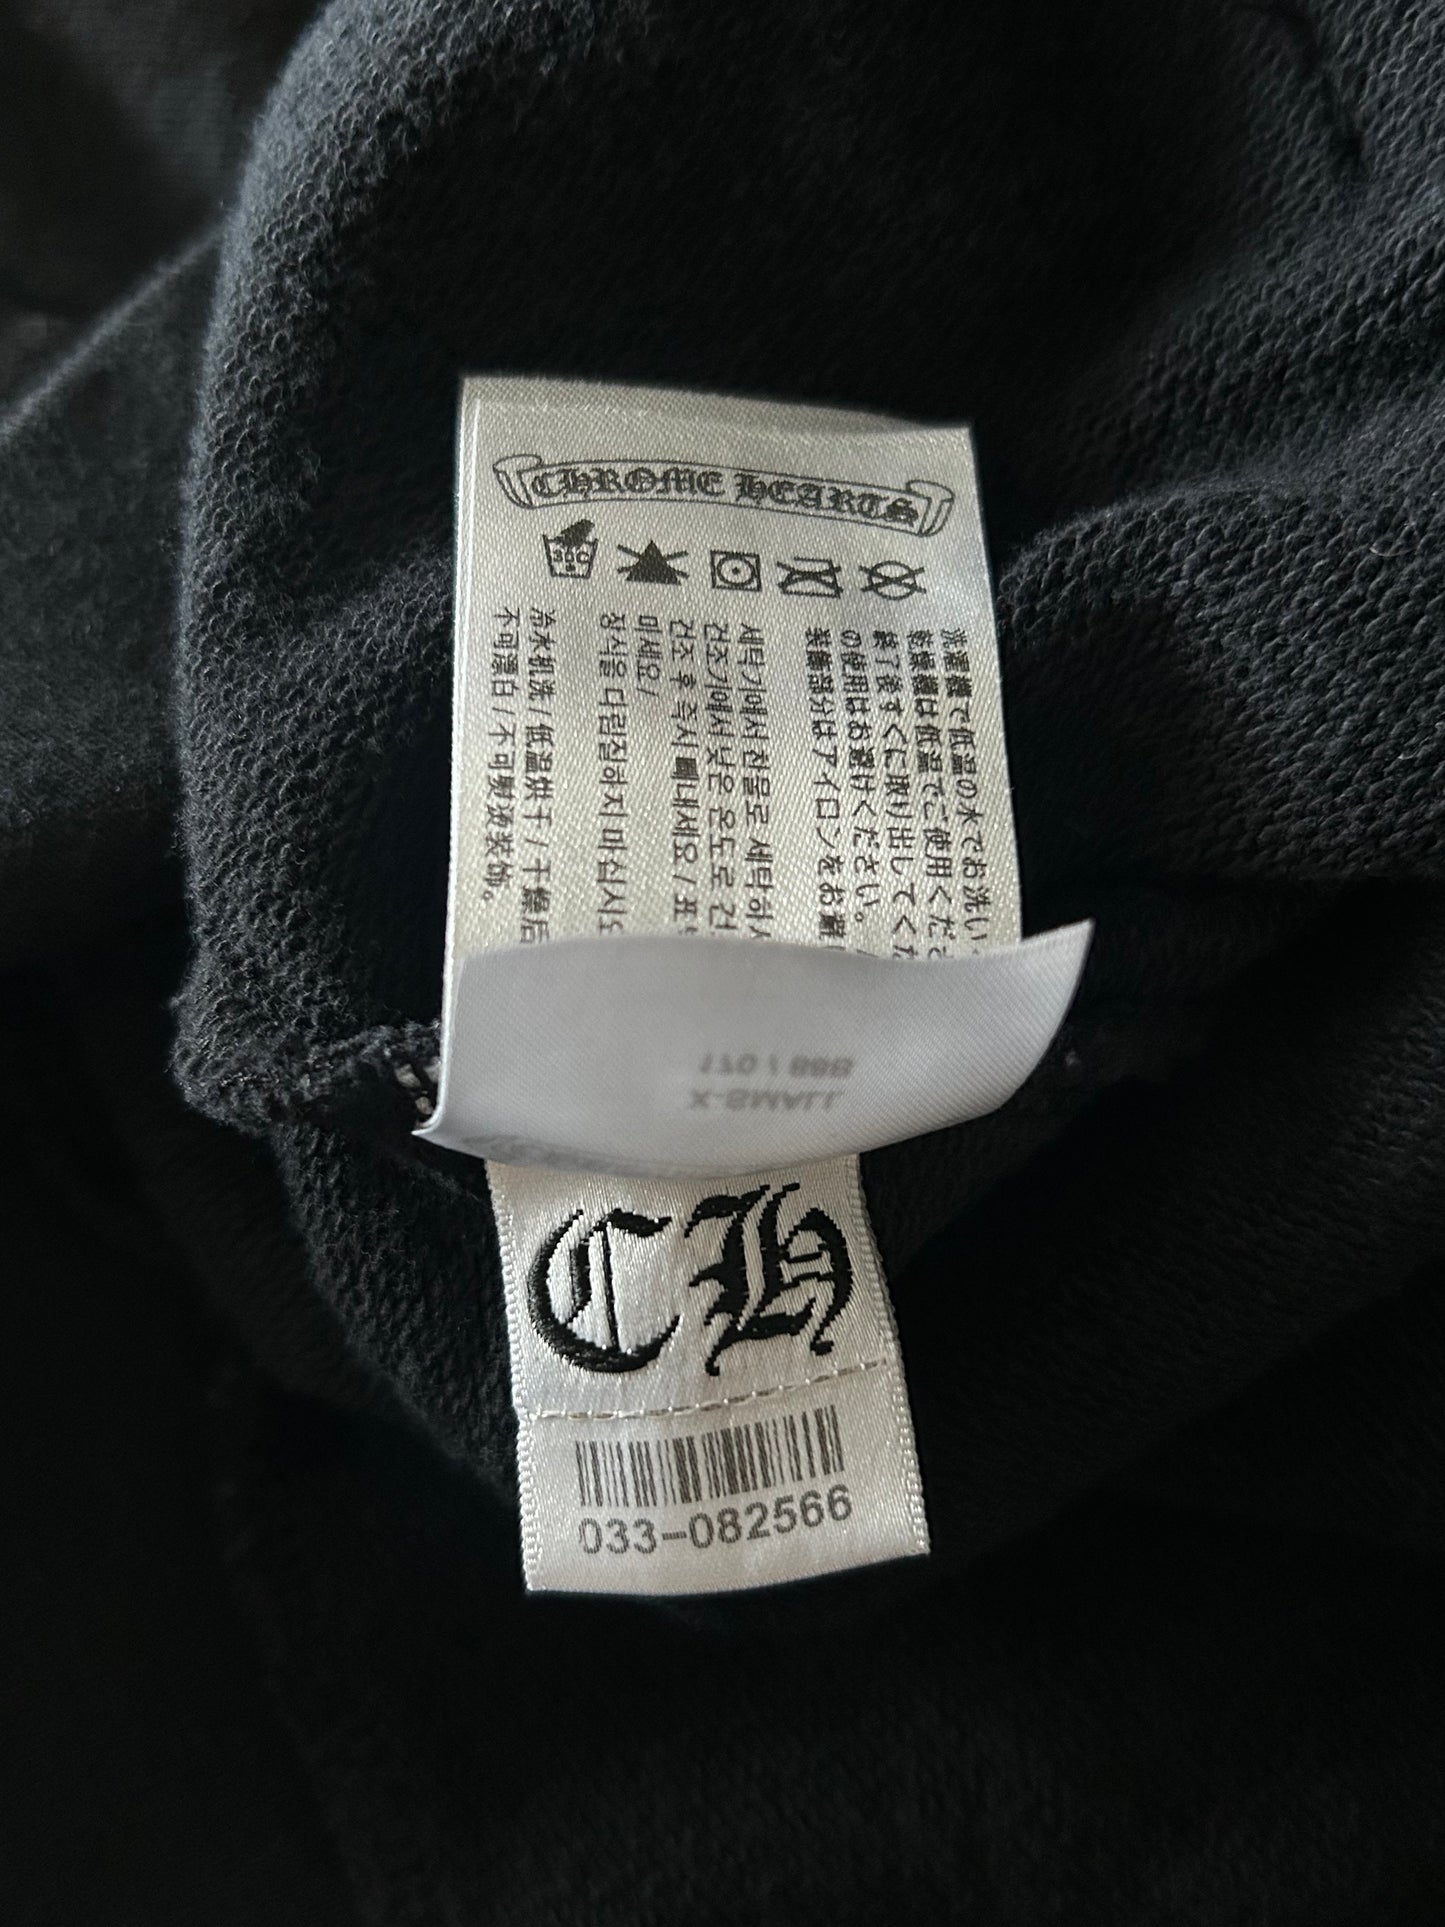 CHROME HEARTS
30C
洗濯機で低温の水でお洗い
乾燥機は低温でご使用くださ
終了後すぐに取り出してくだ
の使用はお避けください。/
装飾部分はアイロンをお避
세탁기에서 찬물로 세탁하
건조기에서 낮은 온도로 건
건조 후 즉시 빼내세요/표
마세요/
장식을 다림질하지 마십시오
冷水机洗/低温烘干/干燥后
不可漂白/不可熨烫装饰。
X-SMALL
CH
033-082566